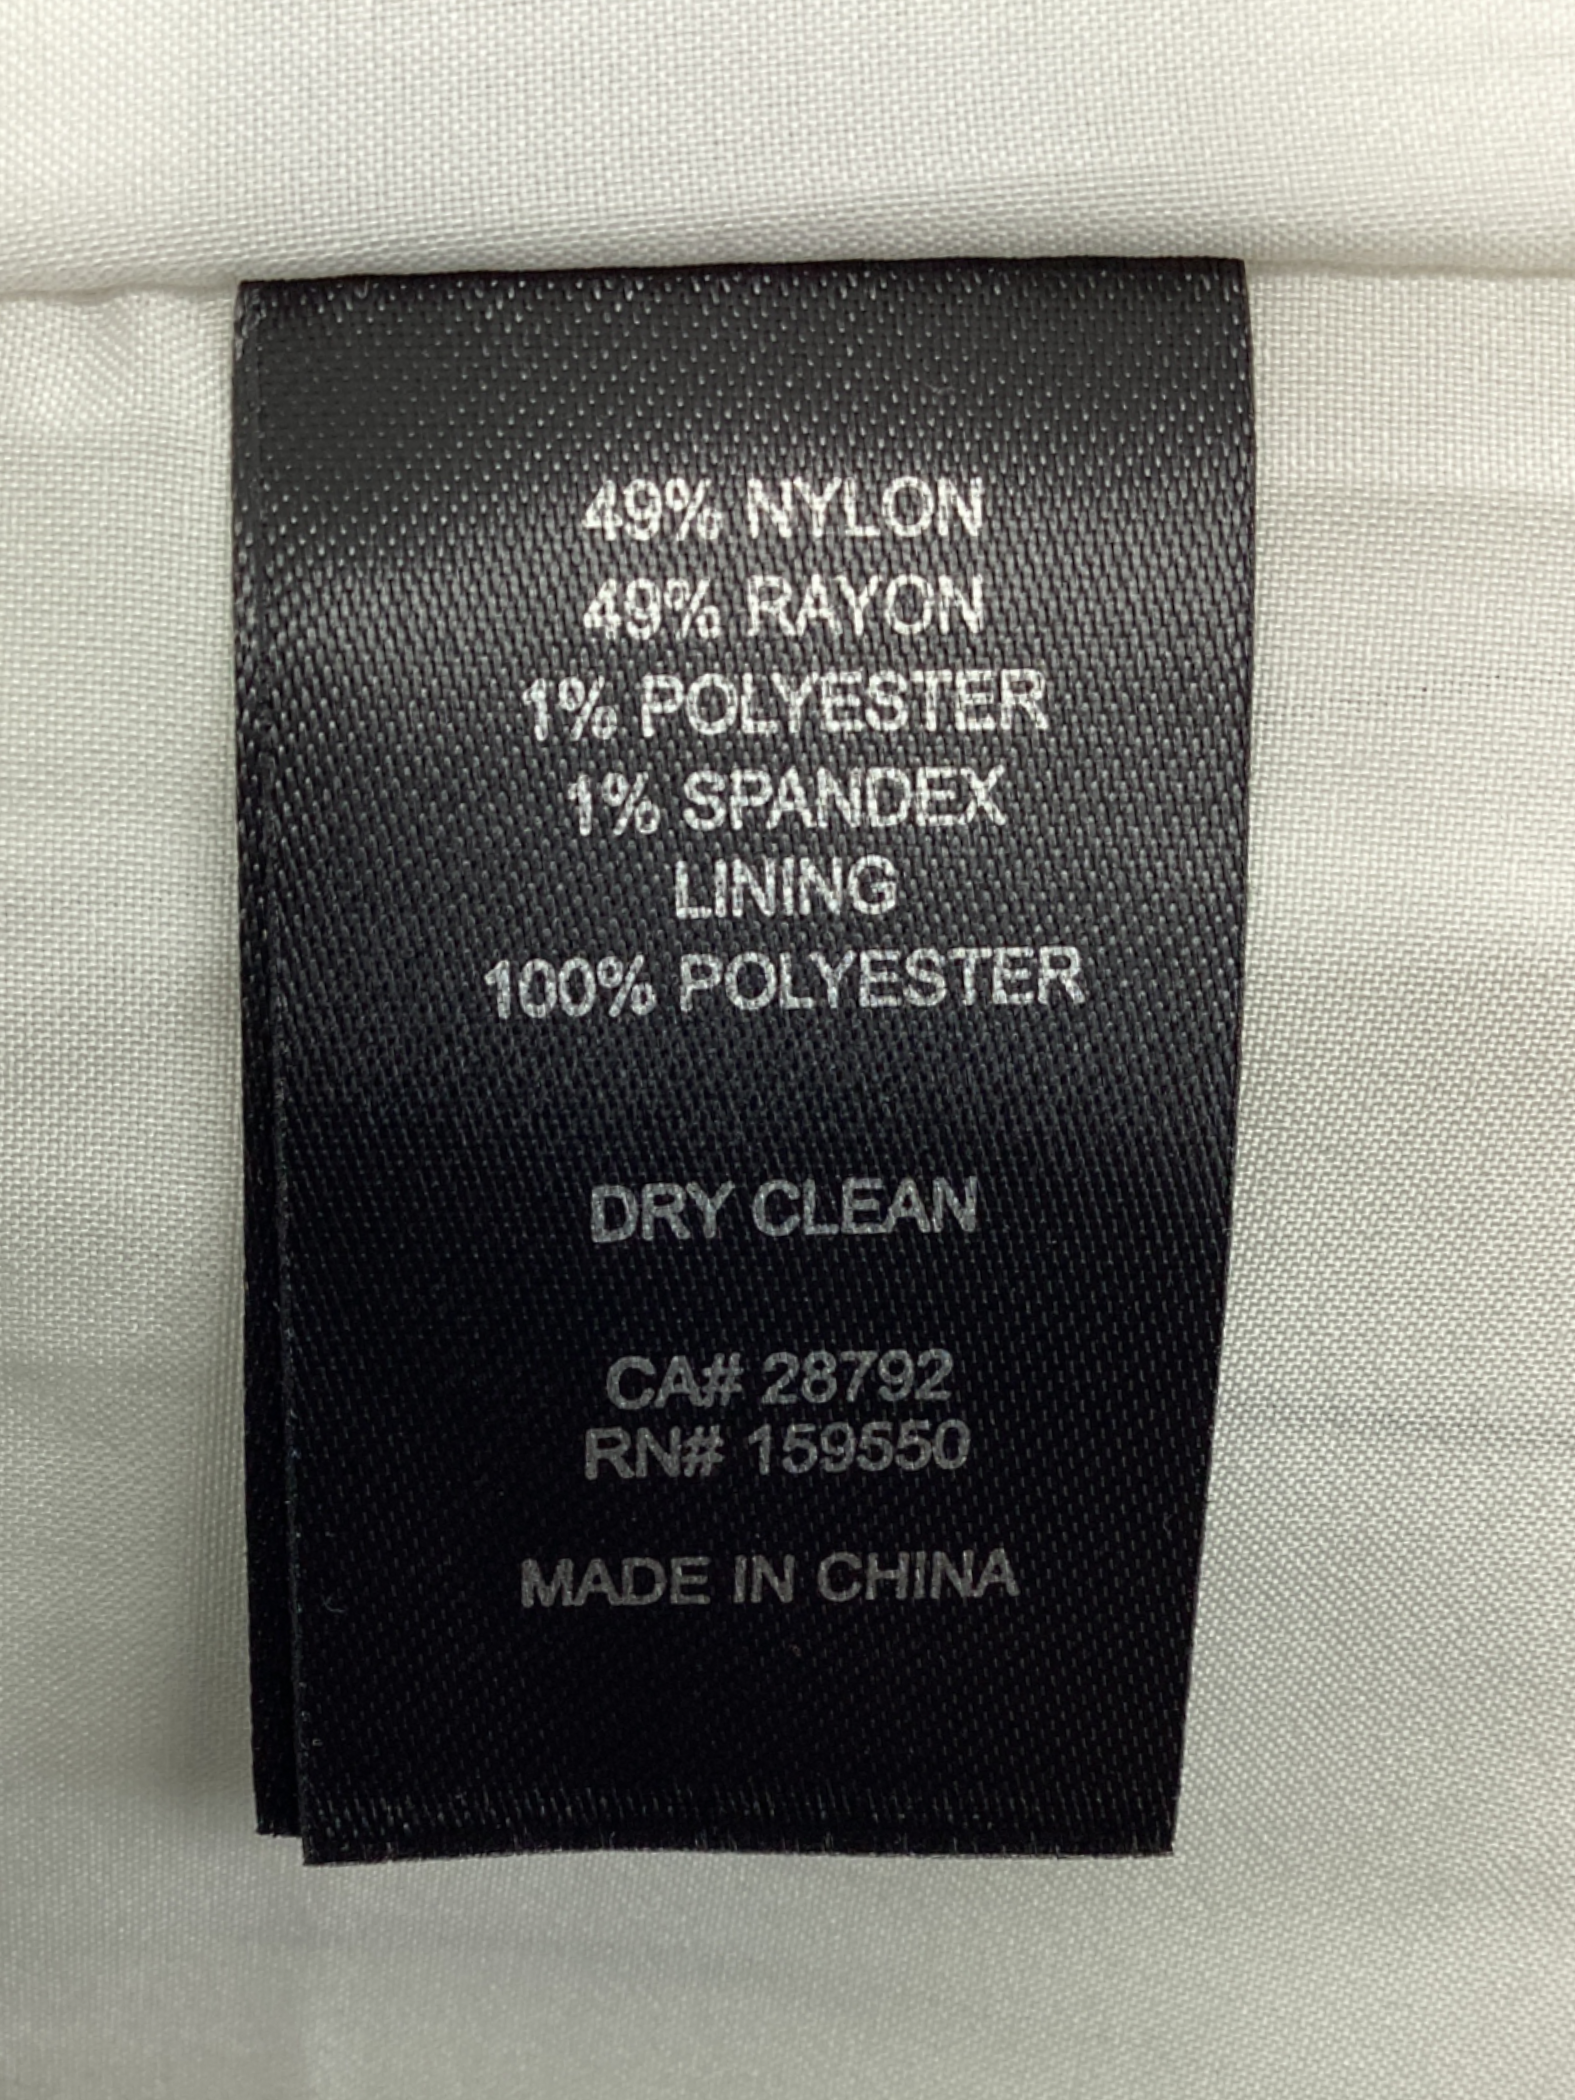 49% NYLON
49% RAYON
1% POLYESTER
1% SPANDEX
LINING
100% POLYESTER
DRY CLEAN
CA# 28792
RN# 159550
MADE IN CHINA